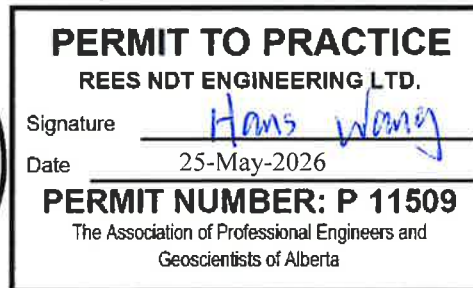 PERMIT TO PRACTICE
REES NDT ENGINEERING LTD.
Signature Hans Wang
Date 25-May-2026
PERMIT NUMBER: P 11509
The Association of Professional Engineers and
Geoscientists of Alberta